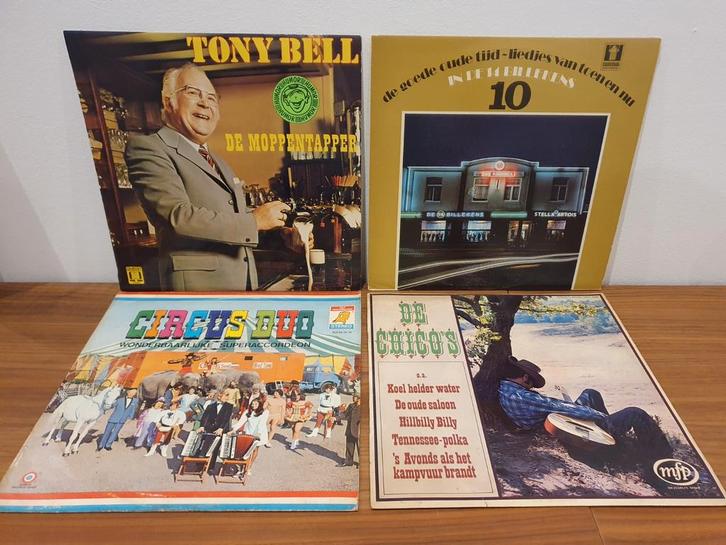 TONY BELL
DE MOPPENTAPPER
de goede oude tijd~liedjes van toen en nu
IN DE 14 BILLEKENS
10
DE 14 BILLEKENS
STELLA ARTOIS
CIRCUS DUO
STEREO
WONDERBAARLIJKE SUPERACCORDEON
DE
CHICO'S
o.a.
Koel helder water
De oude saloon
Hillbilly Billy
Tennessee-polka
's Avonds als het
kampvuur brandt
mfp